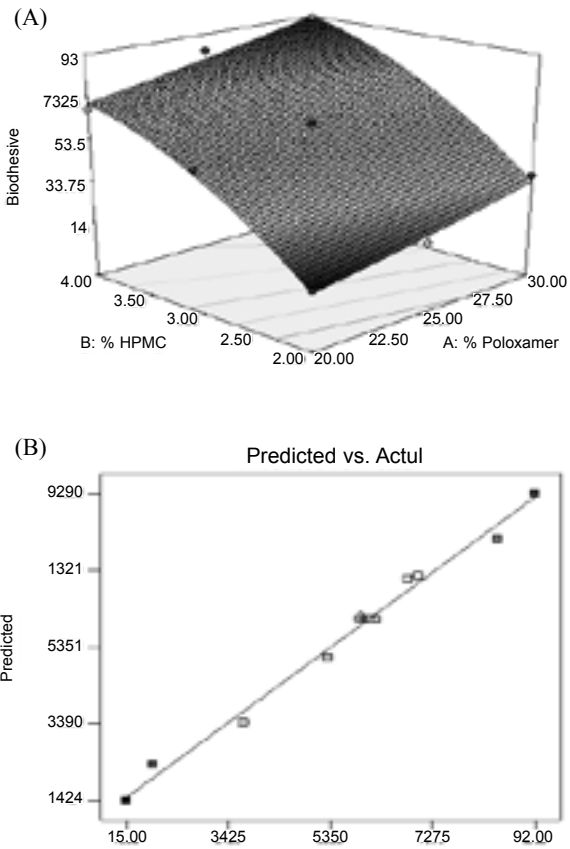 (A)
93
7325
53.5
33.75
14
Biodhesive
4.00
3.50
3.00
2.50
2.00
20.00
22.50
25.00
27.50
30.00
B: % HPMC
A: % Poloxamer
(B)
Predicted vs. Actul
9290
1321
5351
3390
1424
Predicted
15.00 3425 5350 7275 92.00